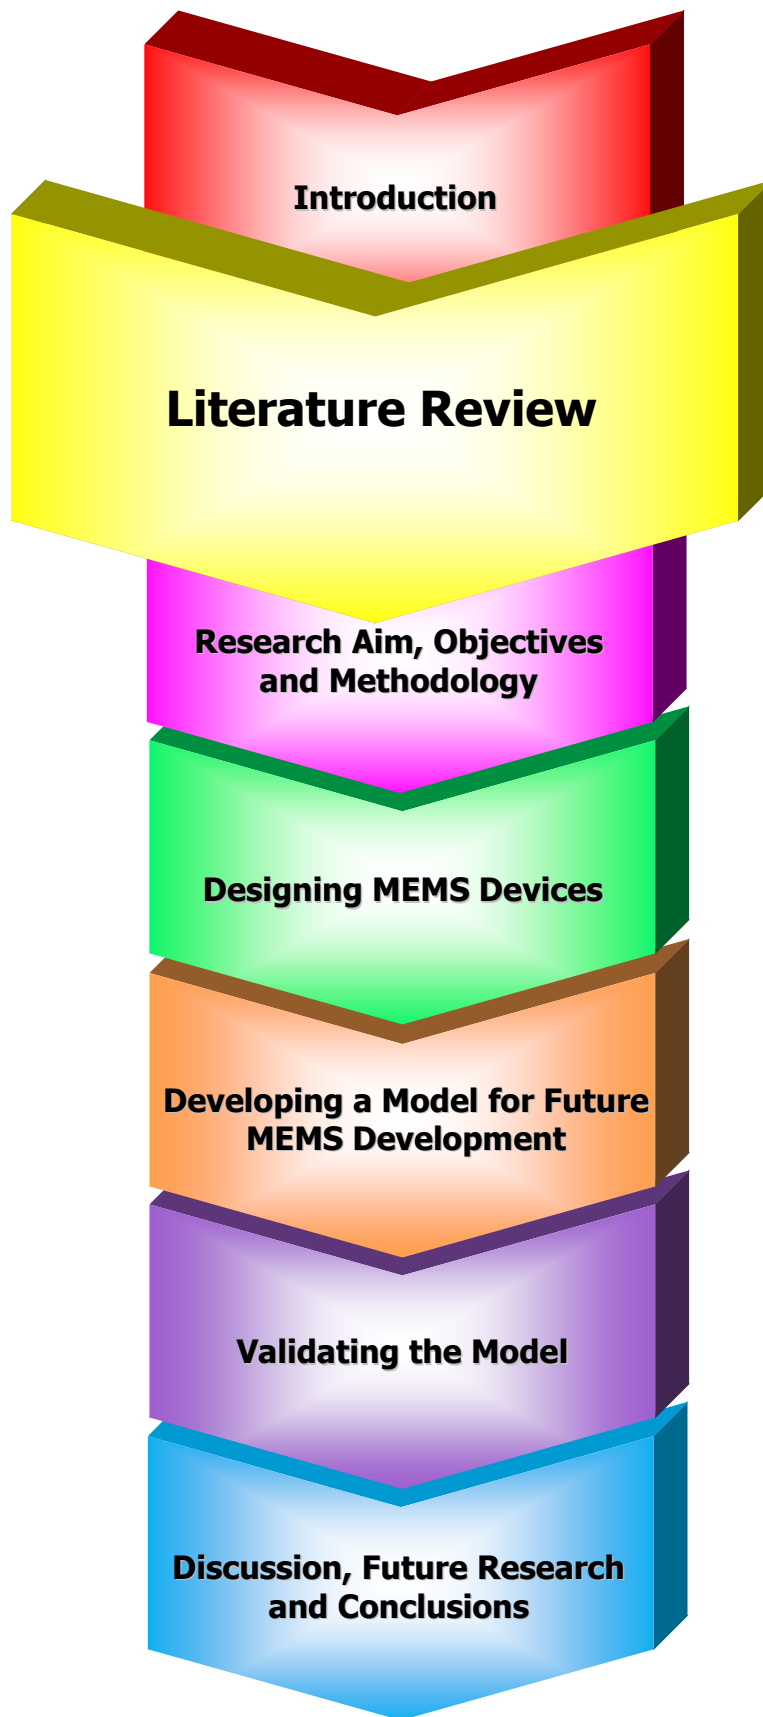 Introduction
Literature Review
Research Aim, Objectives
and Methodology
Designing MEMS Devices
Developing a Model for Future
MEMS Development
Validating the Model
Discussion, Future Research
and Conclusions